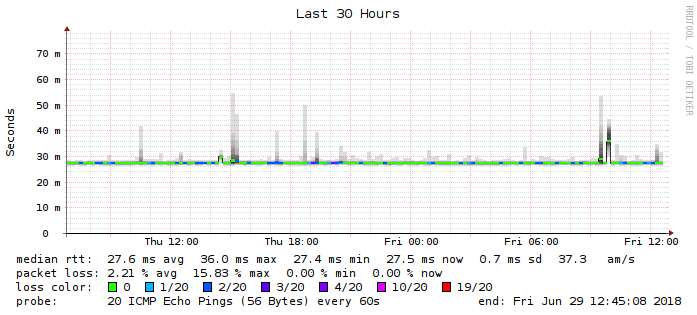 Last 30 Hours
RRDTOOL / TOBI OETIKER
Seconds
70 m
60 m
50 m
40 m
30 m
20 m
10 m
0
Thu 12:00 Thu 18:00 Fri 00:00 Fri 06:00 Fri 12:00
median rtt: 27.6 ms avg 36.0 ms max 27.4 ms min 27.5 ms now 0.7 ms sd 37.3 am/s
packet loss: 2.21 % avg 15.83 % max 0.00 % min 0.00 % now
loss color: 0 1/20 2/20 3/20 4/20 10/20 19/20
probe: 20 ICMP Echo Pings (56 Bytes) every 60s end: Fri Jun 29 12:45:08 2018